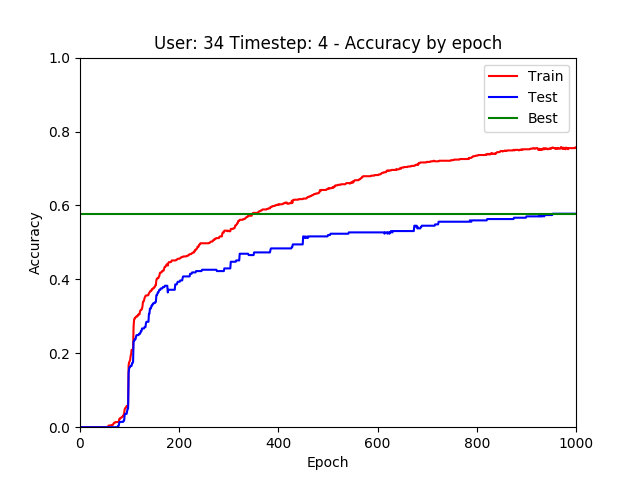 User: 34 Timestep: 4 - Accuracy by epoch
1.0
0.8
0.6
0.4
0.2
0.0
Accuracy
Train
Test
Best
0 200 400 600 800 1000
Epoch